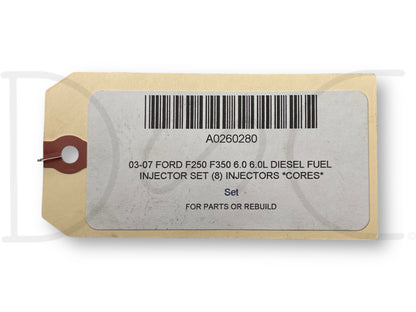 A0260280
03-07 FORD F250 F350 6.0 6.0L DIESEL FUEL
INJECTOR SET (8) INJECTORS *CORES*
Set
FOR PARTS OR REBUILD